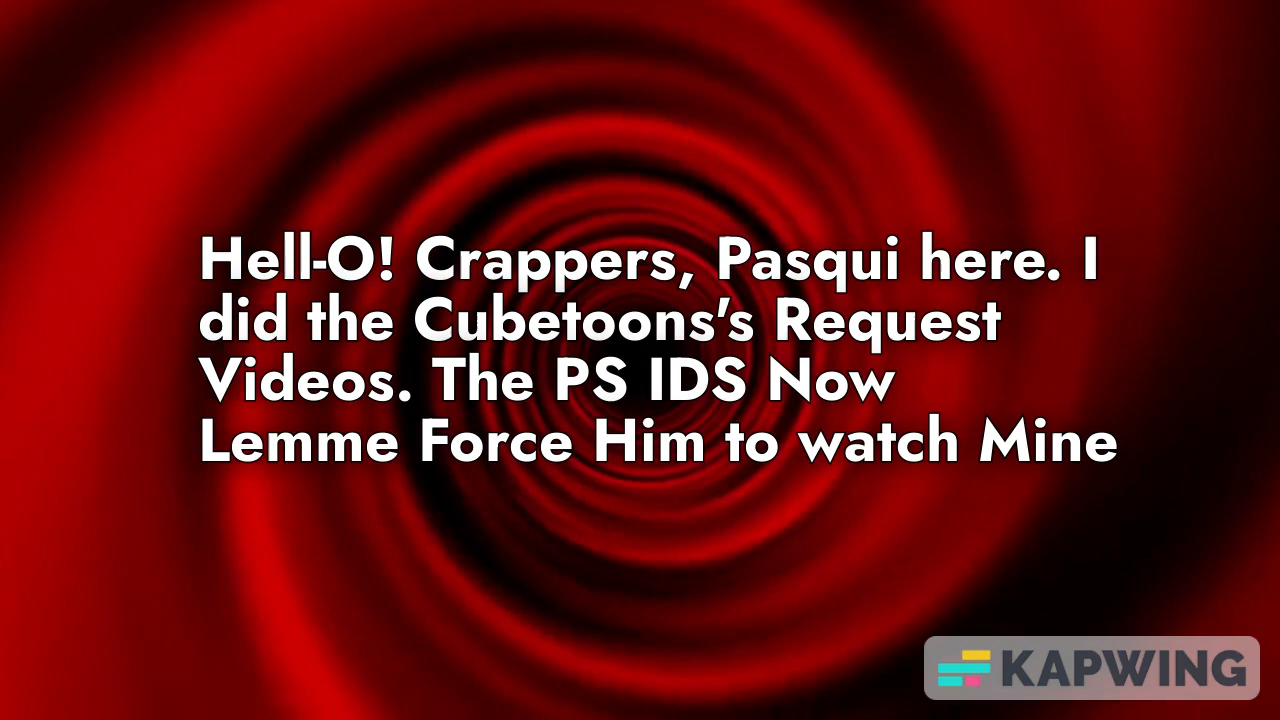 Hell-O! Crappers, Pasqui here. I
did the Cubetoons's Request
Videos. The PS IDS Now
Lemme Force Him to watch Mine
KAPWING